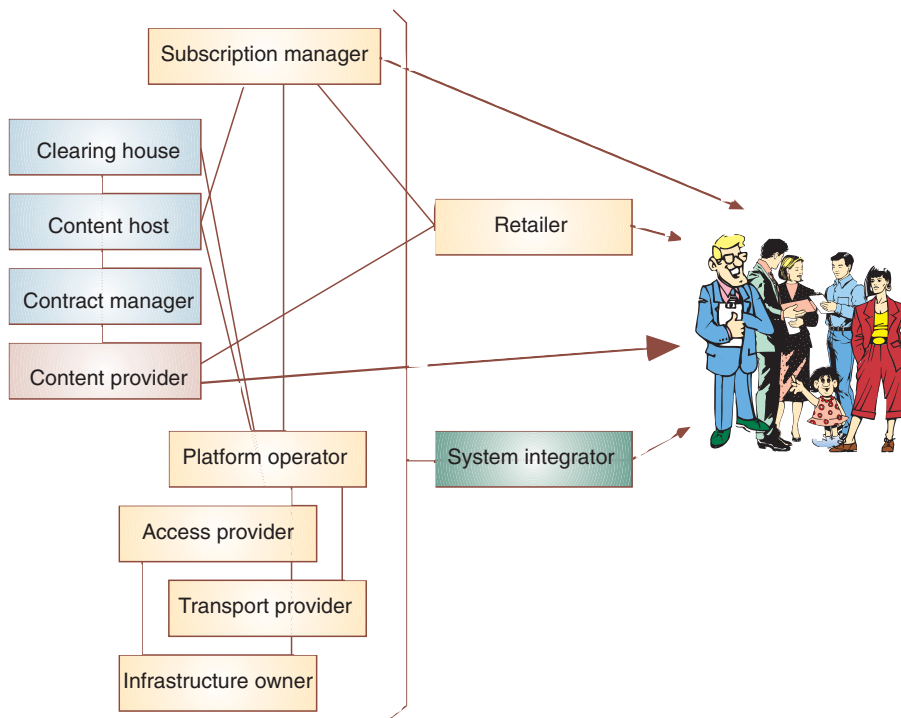 Subscription manager
Clearing house
Content host
Retailer
Contract manager
Content provider
Platform operator
System integrator
Access provider
Transport provider
Infrastructure owner